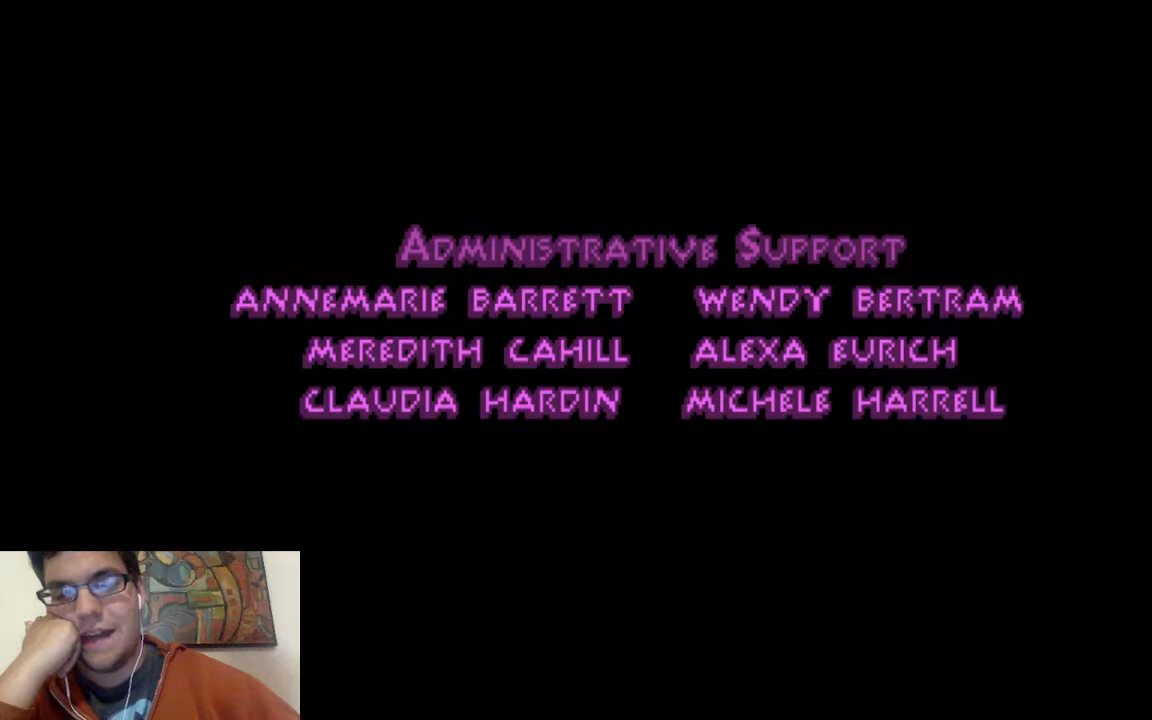 Administrative Support
ANNEMARIE BARRETT WENDY BERTRAM
MEREDITH CAHILL ALEXA EURICH
CLAUDIA HARDIN MICHELE HARRELL